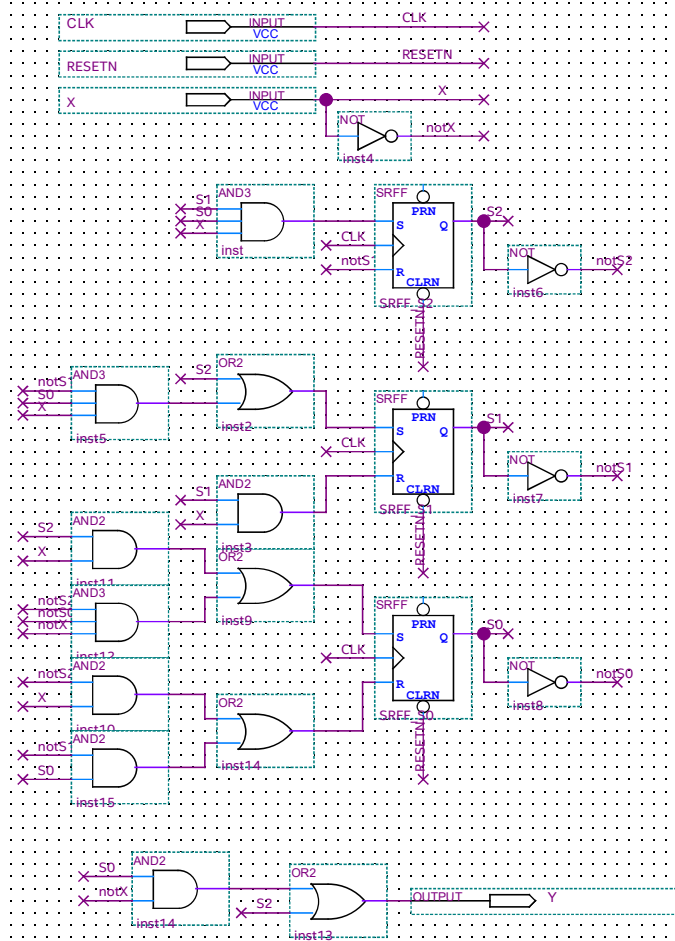 CLK INPUT VCC CLK
RESETN INPUT VCC RESETN
X INPUT VCC X
NOT notX
inst4
AND3 SRFF
S1
S0
X
inst
PRN
S Q S2
CLK
notS R
CLRN
SRFF_S2
RESETN
NOT notS2
inst6
AND3
notS
S0
X
inst5
OR2
S2
inst2
SRFF
PRN
S Q S1
CLK
R
CLRN
SRFF_S1
RESETN
NOT notS1
inst7
AND2
S1
X
inst3
AND2
S2
X
inst11
OR2
inst9
AND3
notS2
notS0
notX
inst12
SRFF
PRN
S Q S0
CLK
R
CLRN
SRFF_S0
RESETN
NOT notS0
inst8
AND2
notS2
X
inst10
OR2
inst14
AND2
notS
S0
inst15
AND2
S0
notX
inst14
OR2
S2
inst13
OUTPUT Y